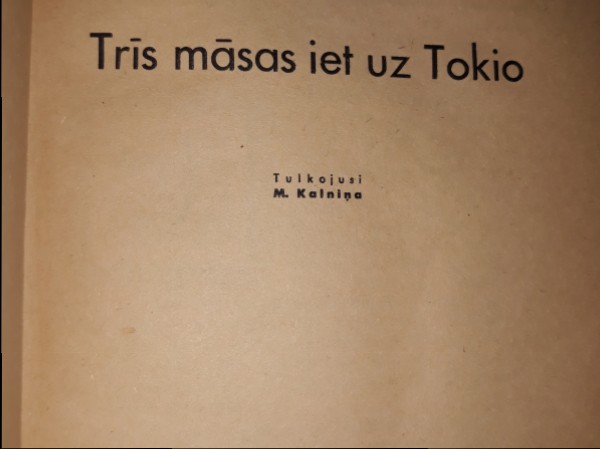 Trīs māsas iet uz Tokio
Tulkojusi
M. Kalniņa